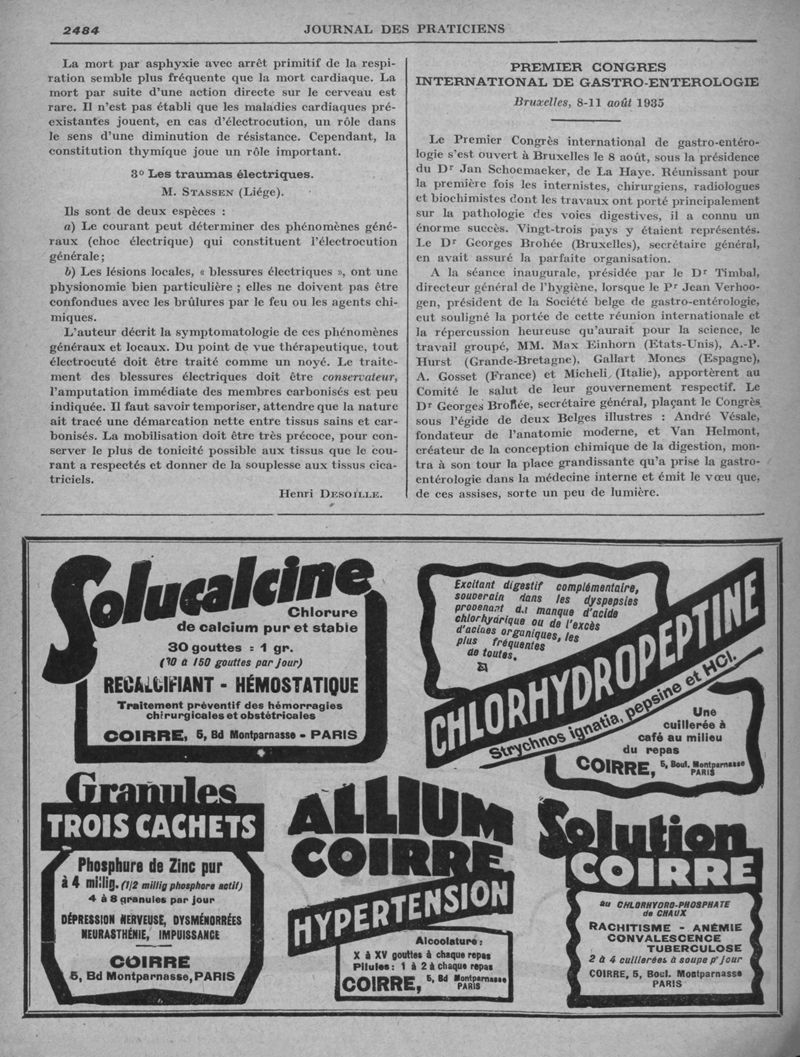 2484
JOURNAL DES PRATICIENS
La mort par asphyxie avec arrêt primitif de la respi-
ration semble plus fréquente que la mort cardiaque. La
mort par suite d'une action directe sur le cerveau est
rare. Il n'est pas établi que les maladies cardiaques pré-
existantes jouent, en cas d'électrocution, un rôle dans
le sens d'une diminution de résistance. Cependant, la
constitution thymique joue un rôle important.
3º Les traumas électriques.
M. STASSEN (Liége).
Ils sont de deux espèces :
a) Le courant peut déterminer des phénomènes géné-
raux (choc électrique) qui constituent l'électrocution
générale;
b) Les lésions locales, « blessures électriques », ont une
physionomie bien particulière ; elles ne doivent pas être
confondues avec les brûlures par le feu ou les agents chi-
miques.
L'auteur décrit la symptomatologie de ces phénomènes
généraux et locaux. Du point de vue thérapeutique, tout
électrocuté doit être traité comme un noyé. Le traite-
ment des blessures électriques doit être conservateur,
l'amputation immédiate des membres carbonisés est peu
indiquée. Il faut savoir temporiser, attendre que la nature
ait tracé une démarcation nette entre tissus sains et car-
bonisés. La mobilisation doit être très précoce, pour con-
server le plus de tonicité possible aux tissus que le cou-
rant a respectés et donner de la souplesse aux tissus cica-
triciels.
Henri DESOILLE.
PREMIER CONGRES
INTERNATIONAL DE GASTRO-ENTEROLOGIE
Bruxelles, 8-11 août 1935
Le Premier Congrès international de gastro-entéro-
logie s'est ouvert à Bruxelles le 8 août, sous la présidence
du Dr Jan Schoemaeker, de La Haye. Réunissant pour
la première fois les internistes, chirurgiens, radiologues
et biochimistes dont les travaux ont porté principalement
sur la pathologie des voies digestives, il a connu un
énorme succès. Vingt-trois pays y étaient représentés.
Le Dr Georges Brohée (Bruxelles), secrétaire général,
en avait assuré la parfaite organisation.
A la séance inaugurale, présidée par le Dr Timbal,
directeur général de l'hygiène, lorsque le Pr Jean Verhoo-
gen, président de la Société belge de gastro-entérologie,
eut souligné la portée de cette réunion internationale et
la répercussion heureuse qu'aurait pour la science, le
travail groupé, MM. Max Einhorn (Etats-Unis), A.-P.
Hurst (Grande-Bretagne), Gallart Mones (Espagne),
A. Gosset (France) et Micheli (Italie), apportèrent au
Comité le salut de leur gouvernement respectif. Le
Dr Georges Brohée, secrétaire général, plaçant le Congrès
sous l'égide de deux Belges illustres : André Vésale,
fondateur de l'anatomie moderne, et Van Helmont,
créateur de la conception chimique de la digestion, mon-
tra à son tour la place grandissante qu'a prise la gastro-
entérologie dans la médecine interne et émit le vœu que,
de ces assises, sorte un peu de lumière.
Solucalcine
Chlorure
de calcium pur et stable
30 gouttes : 1 gr.
(10 à 150 gouttes par jour)
RECALCIFIANT - HÉMOSTATIQUE
Traitement préventif des hémorragies
chirurgicales et obstétricales
COIRRE, 5, Bd Montparnasse - PARIS
Excitant digestif complémentaire,
souverain dans les dyspepsies
provenant du manque d'acide
chlorhydrique ou de l'excès
d'acides organiques, les
plus fréquentes
de toutes.
CHLORHYDROPEPTINE
Strychnos ignatia, pepsine et HCl.
Une
cuillerée à
café au milieu
du repas
COIRRE, 5, Boul. Montparnasse
PARIS
Granules
TROIS CACHETS
Phosphure de Zinc pur
à 4 millig. (1/2 millig phosphore actif)
4 à 8 granules par jour
DÉPRESSION NERVEUSE, DYSMÉNORRÉES
NEURASTHÉNIE, IMPUISSANCE
COIRRE
5, Bd Montparnasse, PARIS
ALLIUM
COIRRE
HYPERTENSION
Alcoolature :
X à XV gouttes à chaque repas
Pilules : 1 à 2 à chaque repas
COIRRE, 5, Bd Montparnasse
PARIS
Solution
COIRRE
au CHLORHYDRO-PHOSPHATE
de CHAUX
RACHITISME - ANÉMIE
CONVALESCENCE
TUBERCULOSE
2 à 4 cuillerées à soupe pr jour
COIRRE, 5, Boul. Montparnasse
PARIS